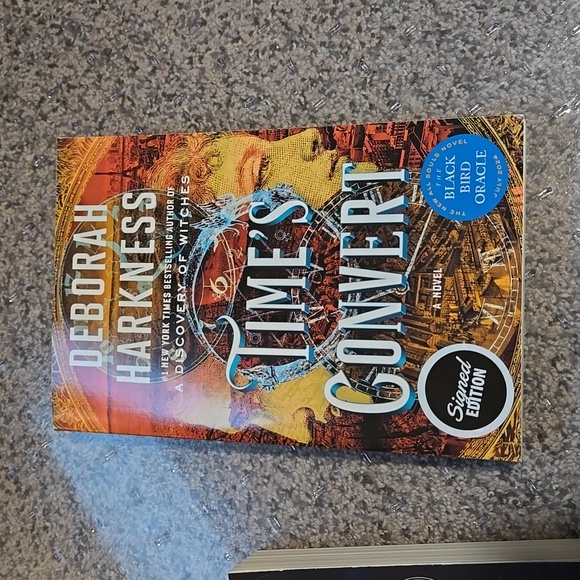 DEBORAH
HARKNESS
#1 NEW YORK TIMES BESTSELLING AUTHOR OF
A DISCOVERY OF WITCHES
TIME'S
CONVERT
A NOVEL
THE NEW ALL SOULS NOVEL
THE
BLACK
BIRD
ORACLE
JULY 2024
Signed
EDITION